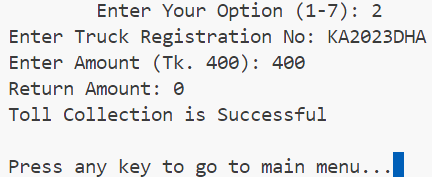 Enter Your Option (1-7): 2
Enter Truck Registration No: KA2023DHA
Enter Amount (Tk. 400): 400
Return Amount: 0
Toll Collection is Successful
Press any key to go to main menu...